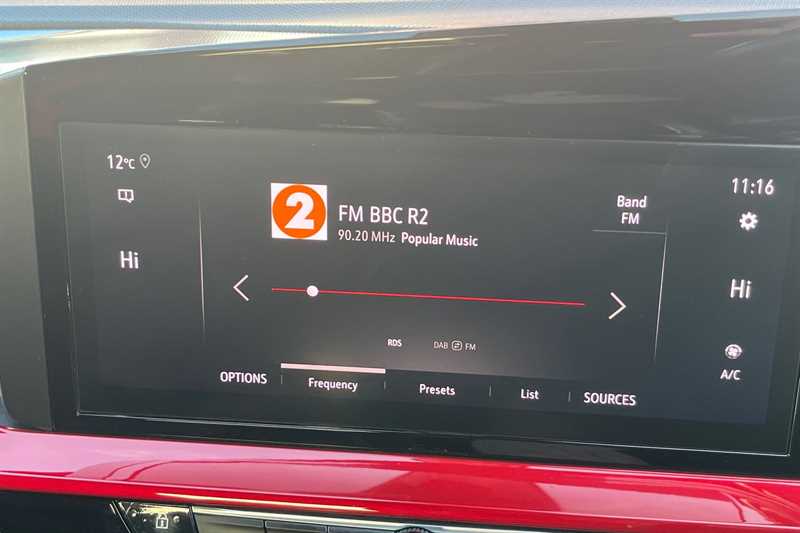 12°C
11:16
2
FM BBC R2
90.20 MHz Popular Music
Band
FM
Hi
Hi
RDS
DAB FM
A/C
OPTIONS
Frequency
Presets
List
SOURCES